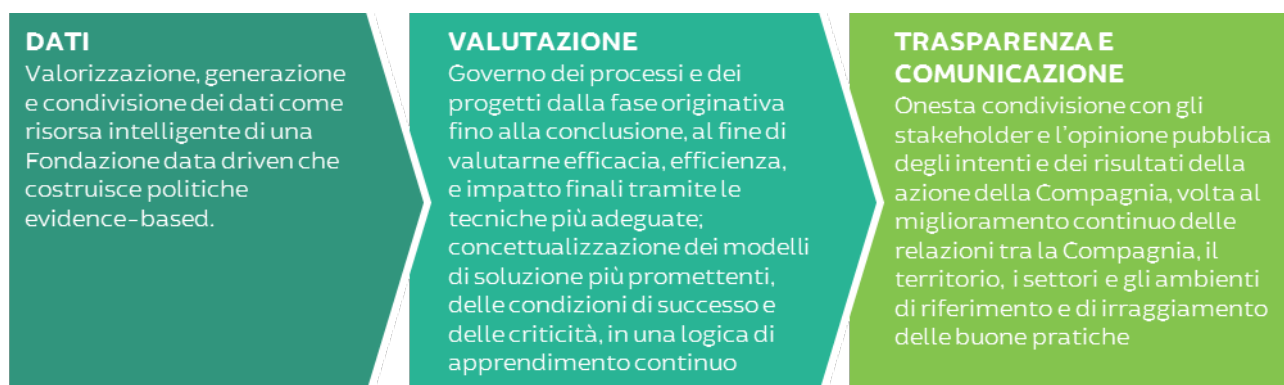 DATI
Valorizzazione, generazione
e condivisione dei dati come
risorsa intelligente di una
Fondazione data driven che
costruisce politiche
evidence-based.
VALUTAZIONE
Governo dei processi e dei
progetti dalla fase originativa
fino alla conclusione, al fine di
valutarne efficacia, efficienza,
e impatto finali tramite le
tecniche più adeguate;
concettualizzazione dei modelli
di soluzione più promettenti,
delle condizioni di successo e
delle criticità, in una logica di
apprendimento continuo
TRASPARENZA E
COMUNICAZIONE
Onesta condivisione con gli
stakeholder e l'opinione pubblica
degli intenti e dei risultati della
azione della Compagnia, volta al
miglioramento continuo delle
relazioni tra la Compagnia, il
territorio, i settori e gli ambienti
di riferimento e di irraggiamento
delle buone pratiche